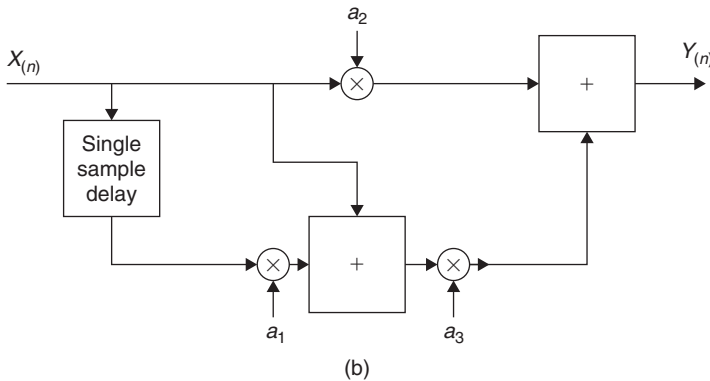 a2
X(n)
×
+
Y(n)
Single
sample
delay
×
+
×
a1
a3
(b)